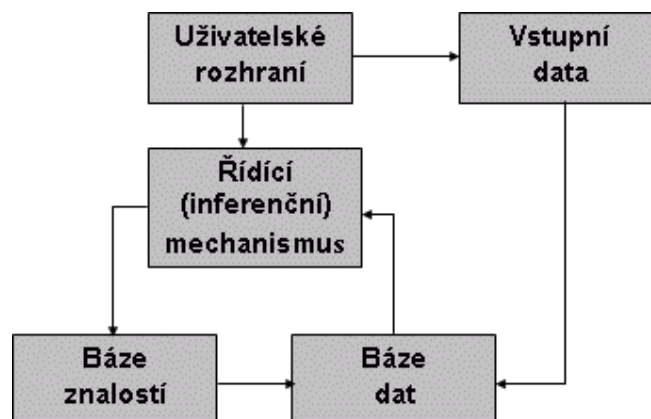 Uživatelské
rozhraní
Vstupní
data
Řídící
(inferenční)
mechanismus
Báze
znalostí
Báze
dat